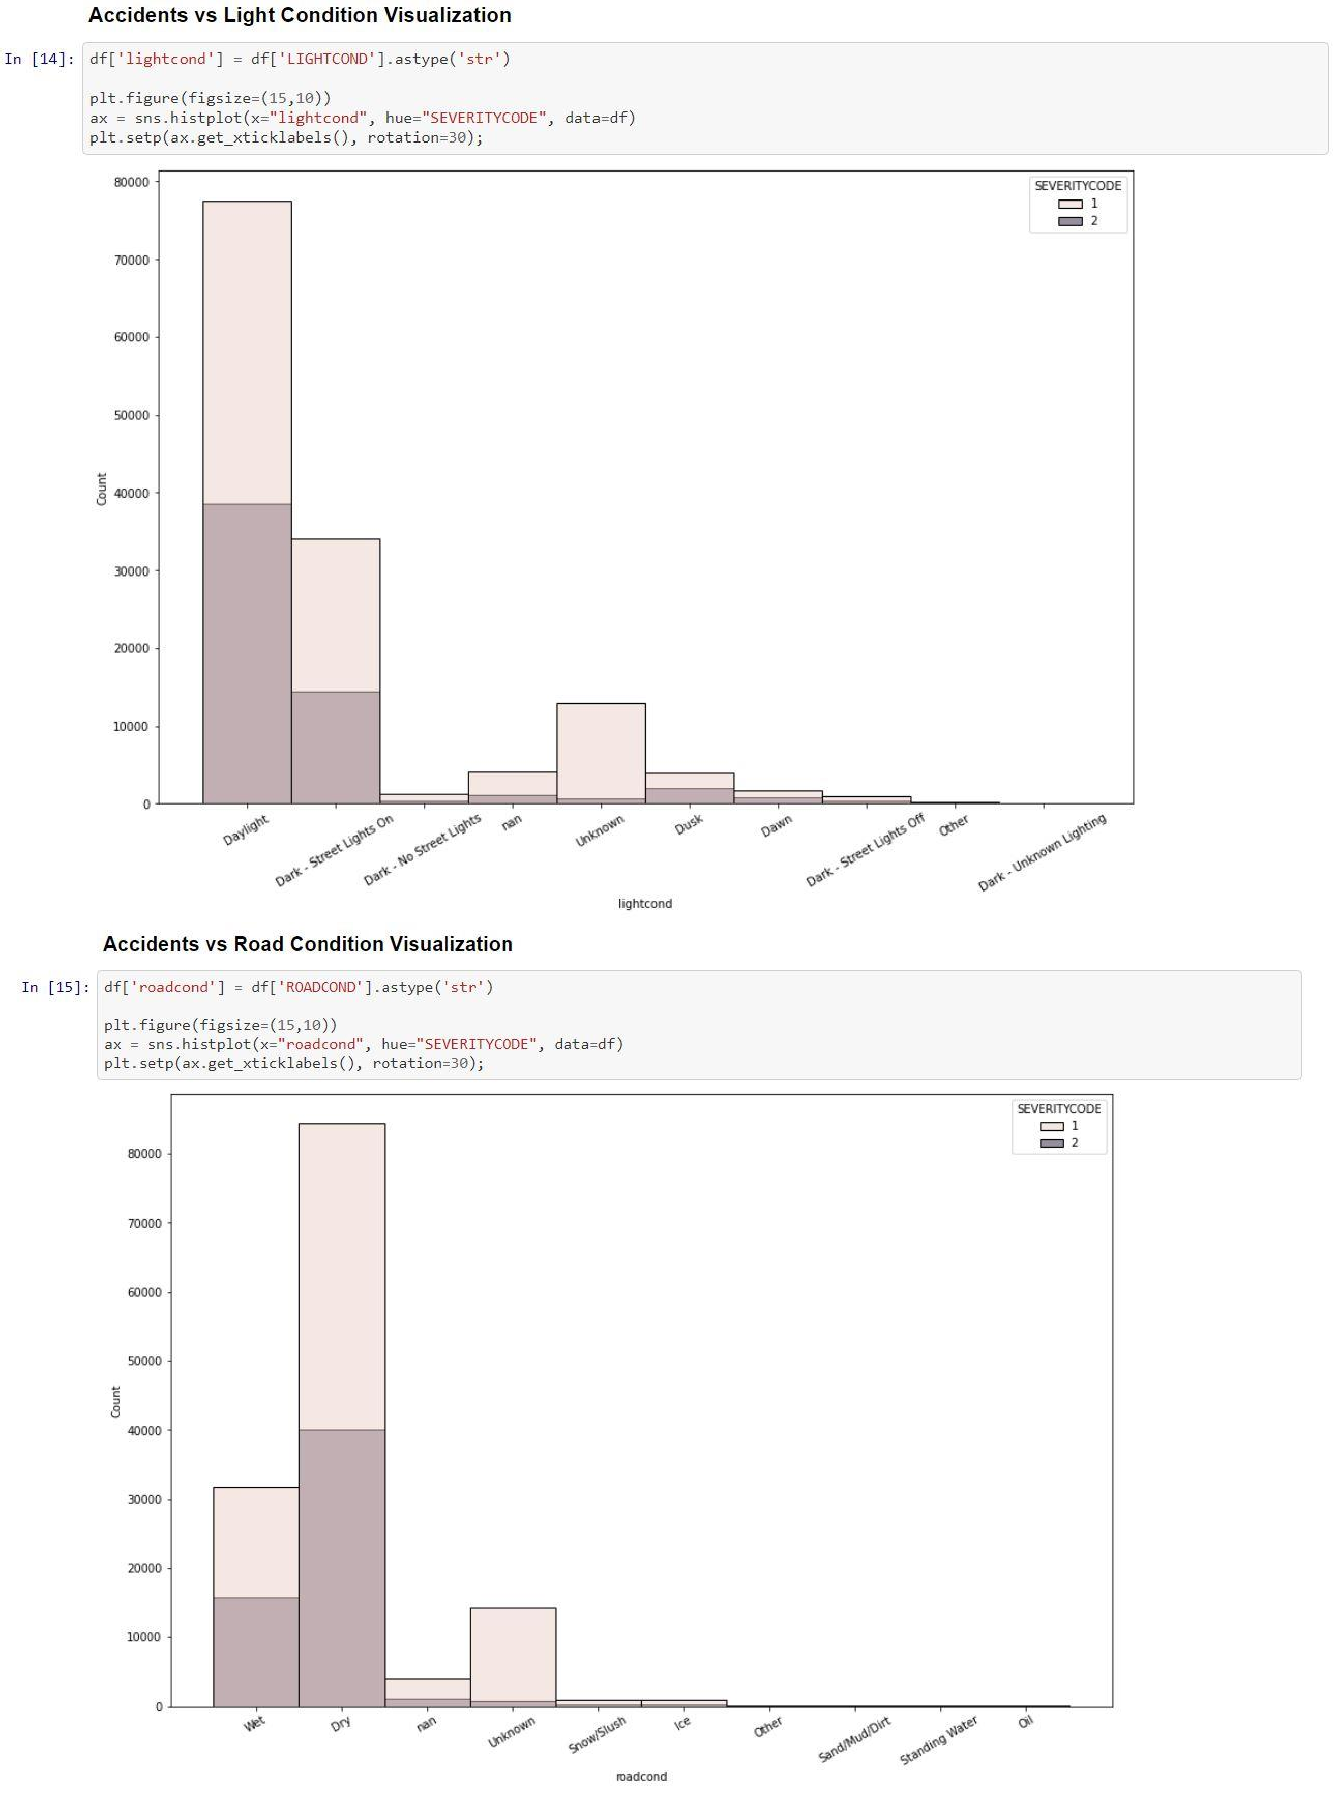 Accidents vs Light Condition Visualization
In [14]: df['lightcond'] = df['LIGHTCOND'].astype('str')
plt.figure(figsize=(15,10))
ax = sns.histplot(x="lightcond", hue="SEVERITYCODE", data=df)
plt.setp(ax.get_xticklabels(), rotation=30);
SEVERITYCODE
1
2
80000
70000
60000
50000
40000
30000
20000
10000
0
Count
Daylight
Dark - Street Lights On
Dark - No Street Lights
nan
Unknown
Dusk
Dawn
Dark - Street Lights Off
Other
Dark - Unknown Lighting
lightcond
Accidents vs Road Condition Visualization
In [15]: df['roadcond'] = df['ROADCOND'].astype('str')
plt.figure(figsize=(15,10))
ax = sns.histplot(x="roadcond", hue="SEVERITYCODE", data=df)
plt.setp(ax.get_xticklabels(), rotation=30);
SEVERITYCODE
1
2
80000
70000
60000
50000
40000
30000
20000
10000
0
Count
Wet
Dry
nan
Unknown
Snow/Slush
Ice
Other
Sand/Mud/Dirt
Standing Water
Oil
roadcond